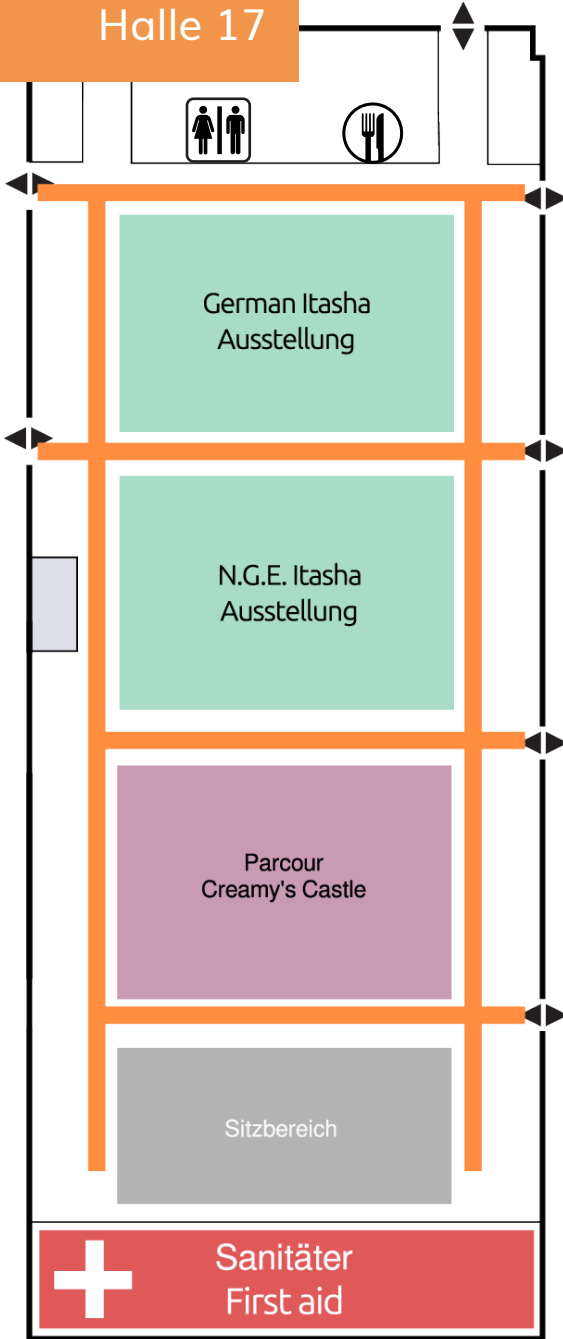 Halle 17
German Itasha
Ausstellung
N.G.E. Itasha
Ausstellung
Parcour
Creamy's Castle
Sitzbereich
Sanitäter
First aid